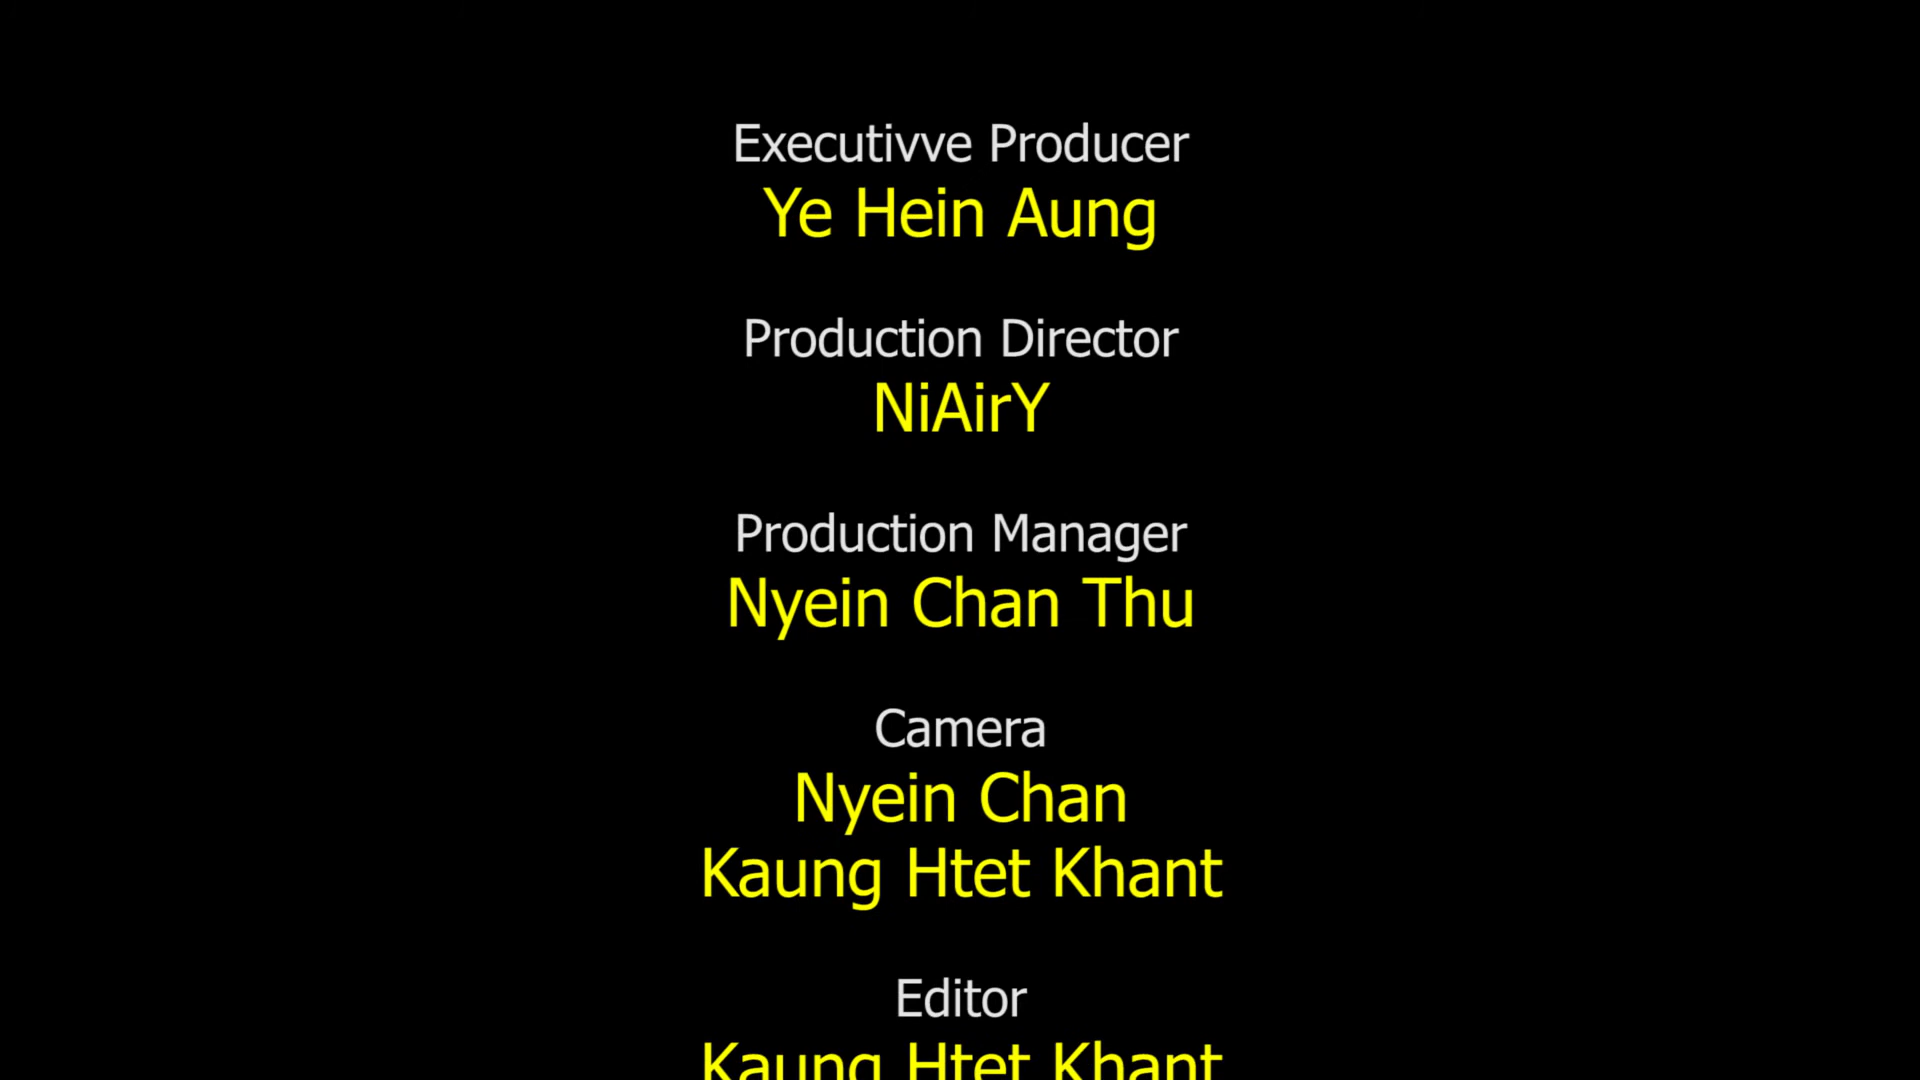 Executivve Producer
Ye Hein Aung
Production Director
NiAirY
Production Manager
Nyein Chan Thu
Camera
Nyein Chan
Kaung Htet Khant
Editor
Kaung Htet Khant